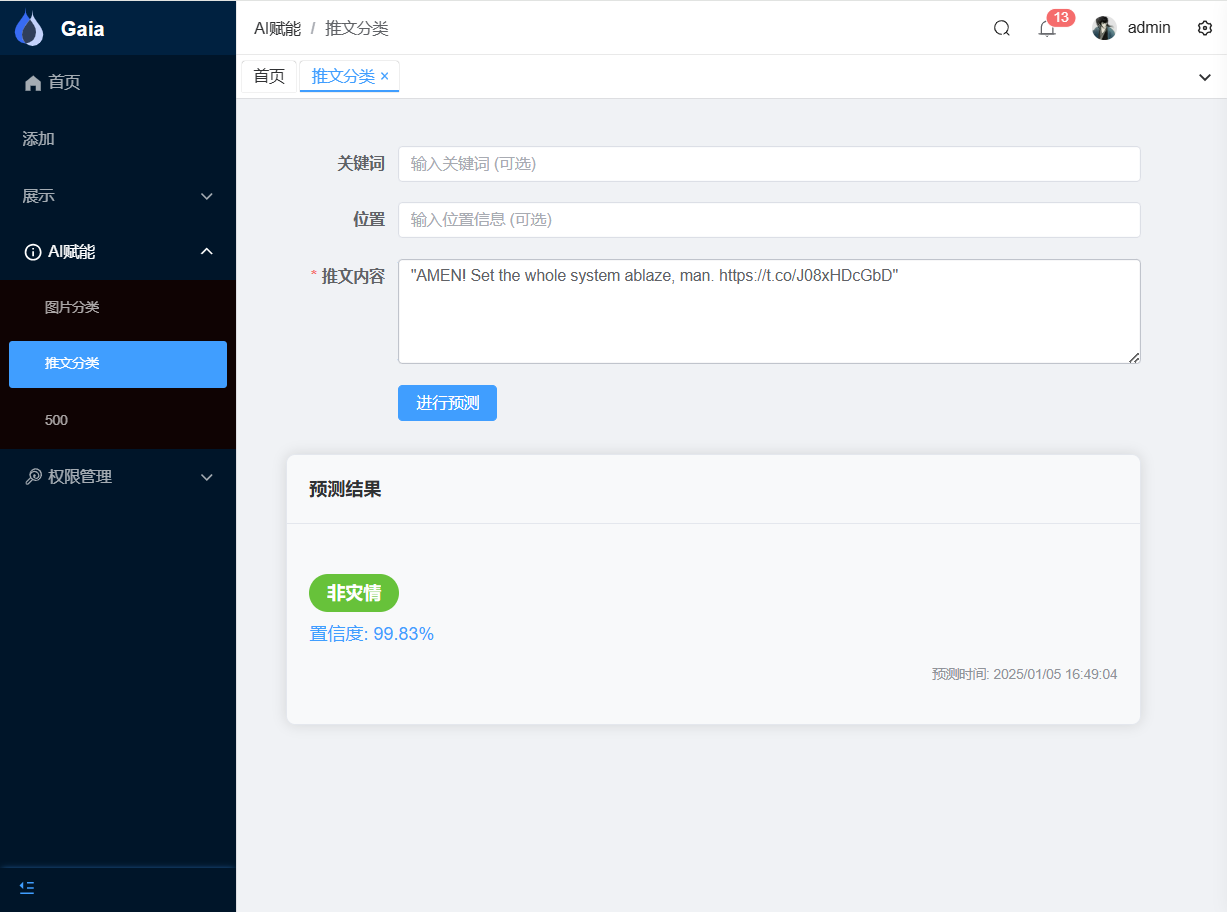 Gaia
AI赋能 / 推文分类
13
admin
首页
首页
推文分类 ×
添加
展示
AI赋能
图片分类
推文分类
500
权限管理
关键词 输入关键词 (可选)
位置 输入位置信息 (可选)
* 推文内容 "AMEN! Set the whole system ablaze, man. https://t.co/J08xHDcGbD"
进行预测
预测结果
非灾情
置信度: 99.83%
预测时间: 2025/01/05 16:49:04